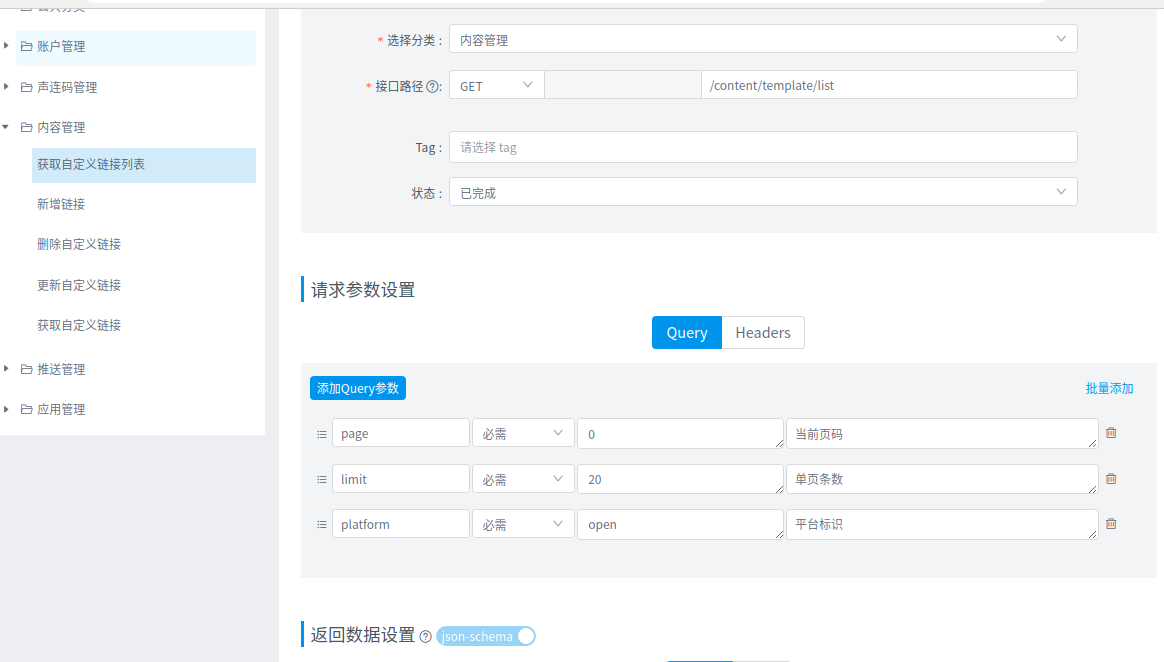 账户管理
声连码管理
内容管理
获取自定义链接列表
新增链接
删除自定义链接
更新自定义链接
获取自定义链接
推送管理
应用管理
* 选择分类 : 内容管理
* 接口路径 : GET /content/template/list
Tag : 请选择 tag
状态 : 已完成
请求参数设置
Query Headers
添加Query参数 批量添加
page 必需 0 当前页码
limit 必需 20 单页条数
platform 必需 open 平台标识
返回数据设置 json-schema